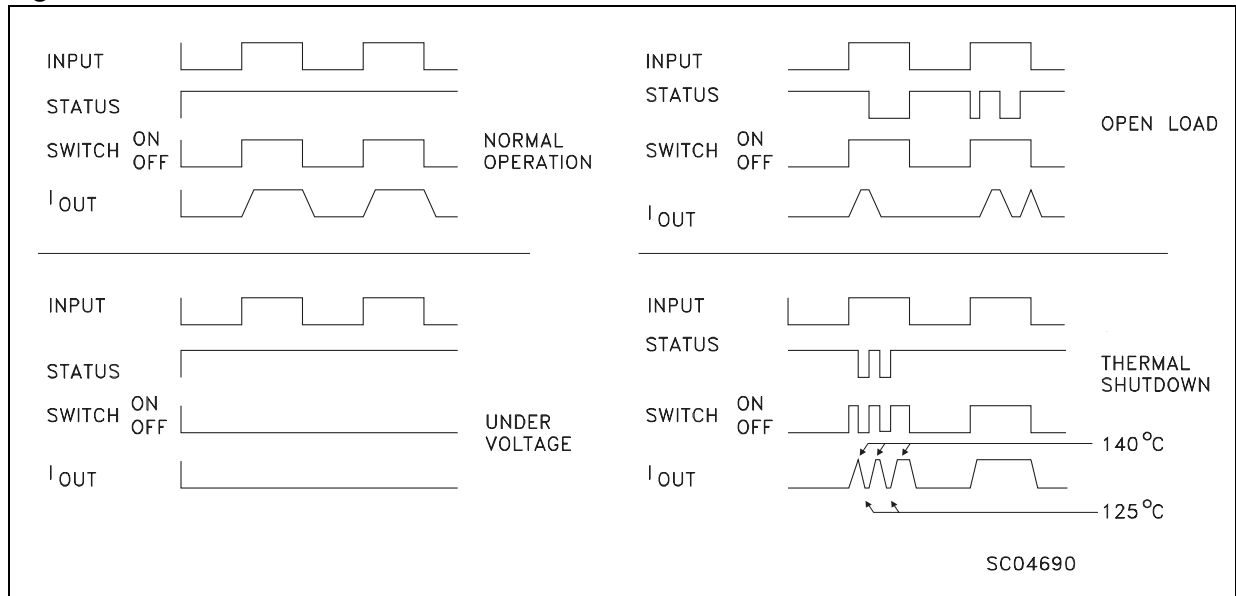 INPUT
STATUS
SWITCH ON
OFF
I OUT
NORMAL
OPERATION
INPUT
STATUS
SWITCH ON
OFF
I OUT
OPEN LOAD
INPUT
STATUS
SWITCH ON
OFF
I OUT
UNDER
VOLTAGE
INPUT
STATUS
SWITCH ON
OFF
I OUT
THERMAL
SHUTDOWN
140°C
125°C
SC04690